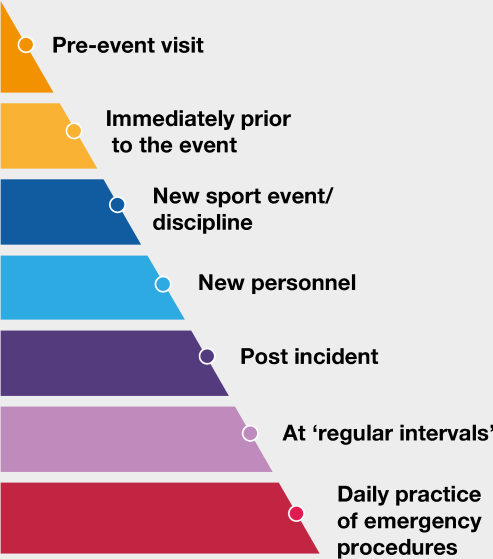 Pre-event visit
Immediately prior
to the event
New sport event/
discipline
New personnel
Post incident
At ‘regular intervals’
Daily practice
of emergency
procedures